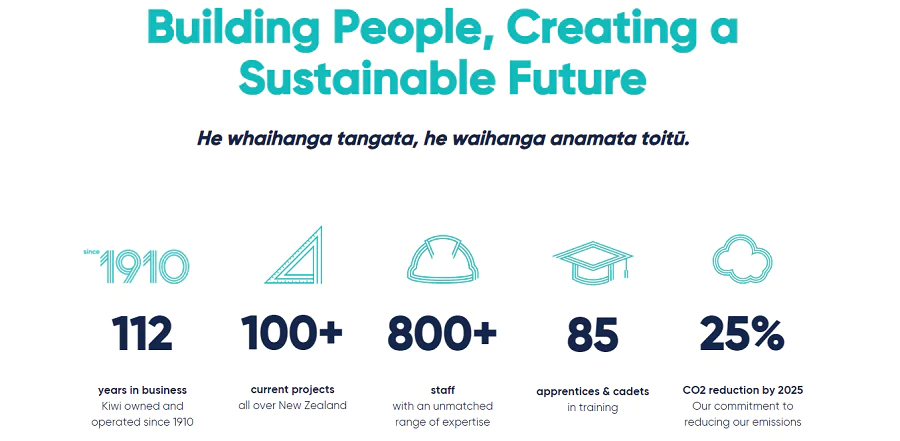 Building People, Creating a
Sustainable Future
He whaihanga tangata, he waihanga anamata toitū.
since 1910
112
years in business
Kiwi owned and
operated since 1910
100+
current projects
all over New Zealand
800+
staff
with an unmatched
range of expertise
85
apprentices & cadets
in training
25%
CO2 reduction by 2025
Our commitment to
reducing our emissions